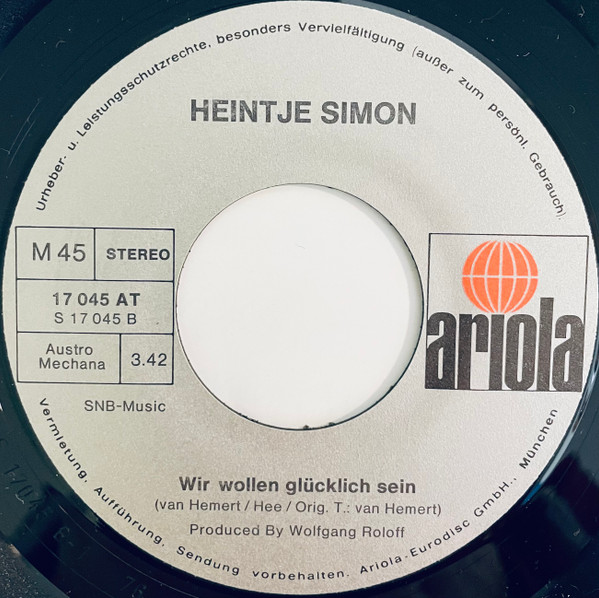 Urheber- u. Leistungsschutzrechte, besonders Vervielfältigung (außer zum persönl. Gebrauch).
HEINTJE SIMON
M 45
STEREO
17 045 AT
S 17 045 B
Austro
Mechana
3.42
SNB-Music
ariola
Wir wollen glücklich sein
(van Hemert / Hee / Orig. T.: van Hemert)
Produced By Wolfgang Roloff
Vermietung, Aufführung, Sendung vorbehalten. Ariola-Eurodisc GmbH., München